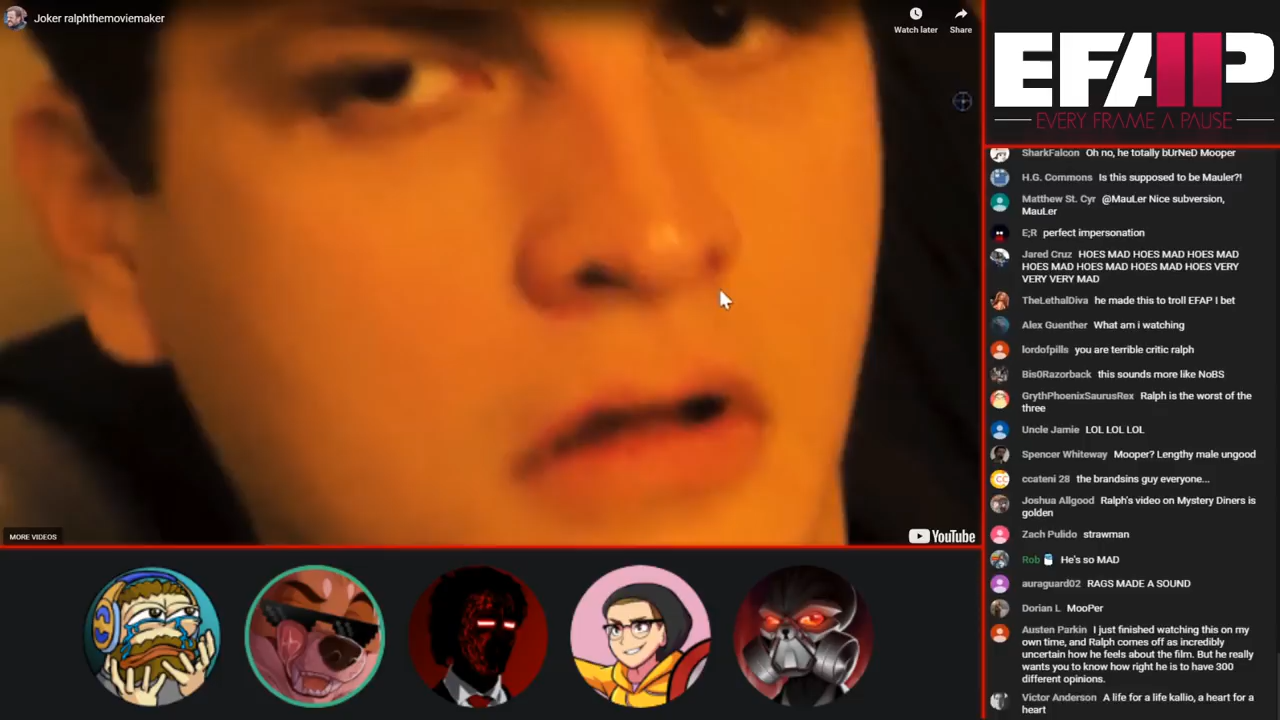 Joker ralphthemoviemaker
Watch later
Share
MORE VIDEOS
YouTube
EFAP
EVERY FRAME A PAUSE
SharkFalcon Oh no, he totally bUrNeD Mooper
H.G. Commons Is this supposed to be Mauler?!
Matthew St. Cyr @MauLer Nice subversion,
MauLer
E;R perfect impersonation
Jared Cruz HOES MAD HOES MAD HOES MAD
HOES MAD HOES MAD HOES MAD HOES VERY
VERY VERY MAD
TheLethalDiva he made this to troll EFAP I bet
Alex Guenther What am i watching
lordofpills you are terrible critic ralph
Bis0Razorback this sounds more like NoBS
GrythPhoenixSaurusRex Ralph is the worst of the
three
Uncle Jamie LOL LOL LOL
Spencer Whiteway Mooper? Lengthy male ungood
ccateni 28 the brandsins guy everyone...
Joshua Allgood Ralph's video on Mystery Diners is
golden
Zach Pulido strawman
Rob He's so MAD
auraguard02 RAGS MADE A SOUND
Dorian L MooPer
Austen Parkin I just finished watching this on my
own time, and Ralph comes off as incredibly
uncertain how he feels about the film. But he really
wants you to know how right he is to have 300
different opinions.
Victor Anderson A life for a life kallio, a heart for a
heart